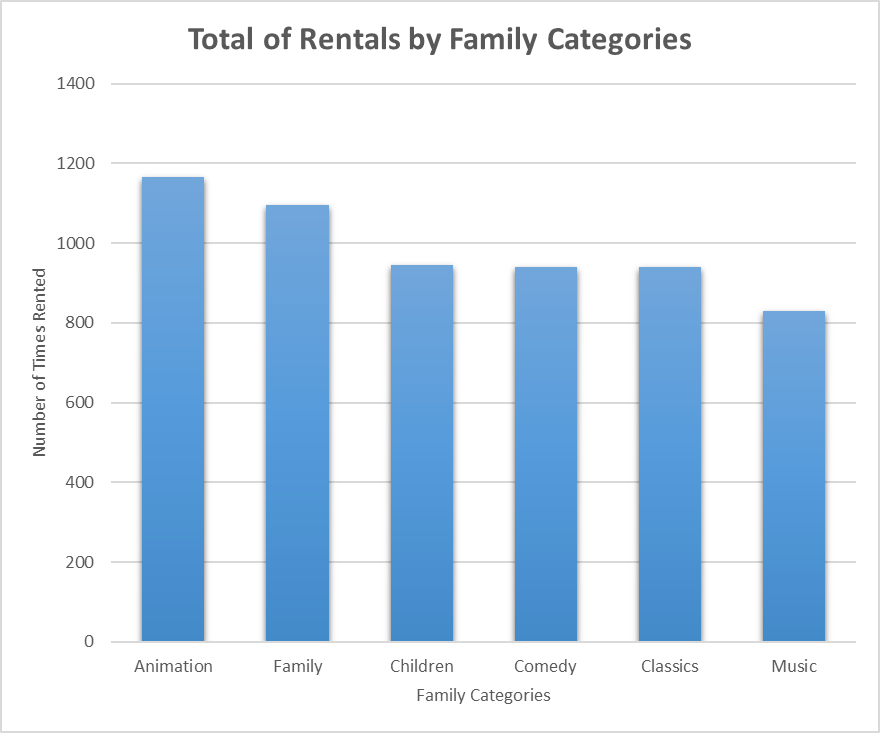 Total of Rentals by Family Categories
1400
1200
1000
800
600
400
200
0
Number of Times Rented
Animation Family Children Comedy Classics Music
Family Categories